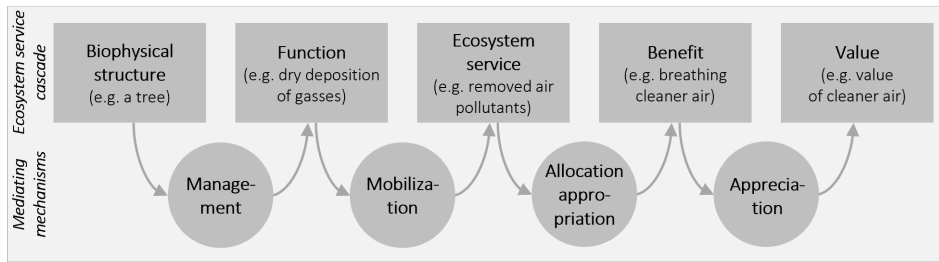 Ecosystem service
cascade
Biophysical
structure
(e.g. a tree)
Function
(e.g. dry deposition
of gasses)
Ecosystem
service
(e.g. removed air
pollutants)
Benefit
(e.g. breathing
cleaner air)
Value
(e.g. value
of cleaner air)
Mediating
mechanisms
Manage-
ment
Mobiliza-
tion
Allocation
appro-
priation
Apprecia-
tion